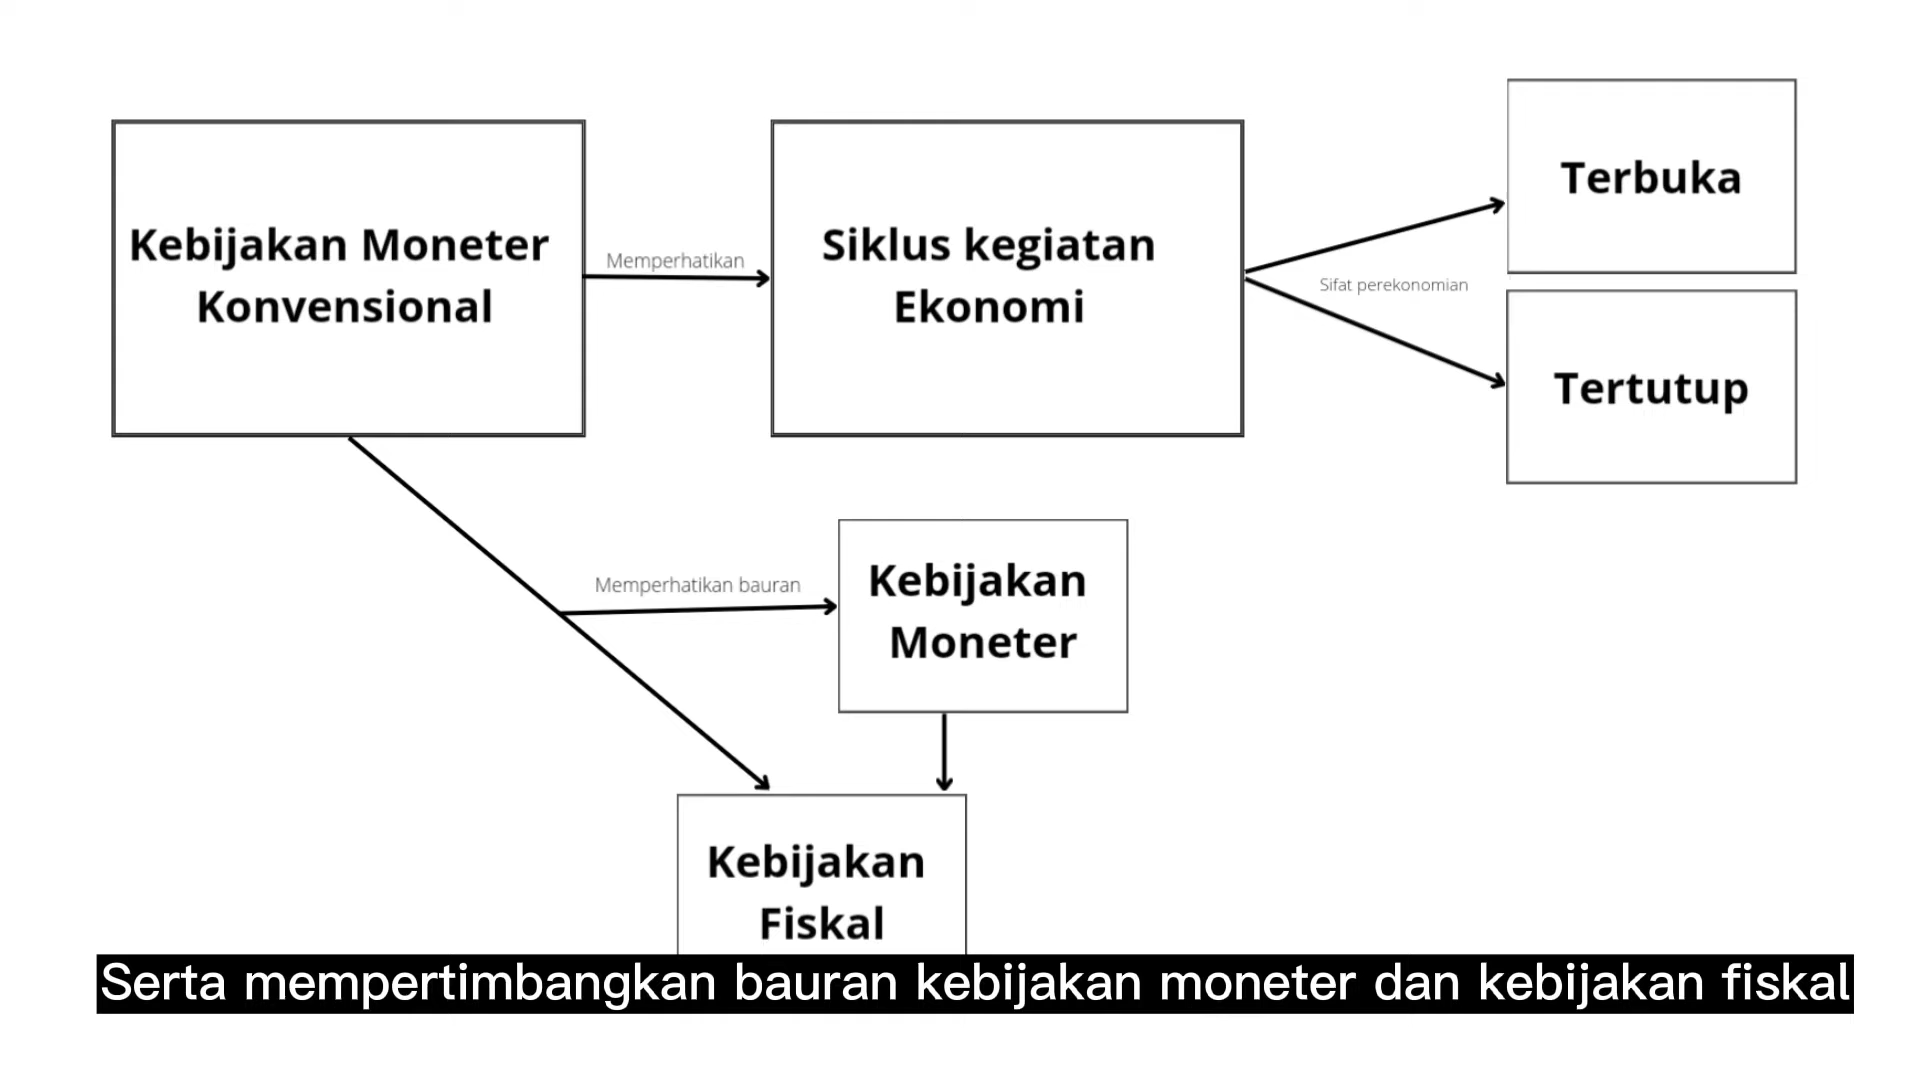 Kebijakan Moneter
Konvensional
Memperhatikan
Siklus kegiatan
Ekonomi
Sifat perekonomian
Terbuka
Tertutup
Memperhatikan bauran
Kebijakan
Moneter
Kebijakan
Fiskal
Serta mempertimbangkan bauran kebijakan moneter dan kebijakan fiskal